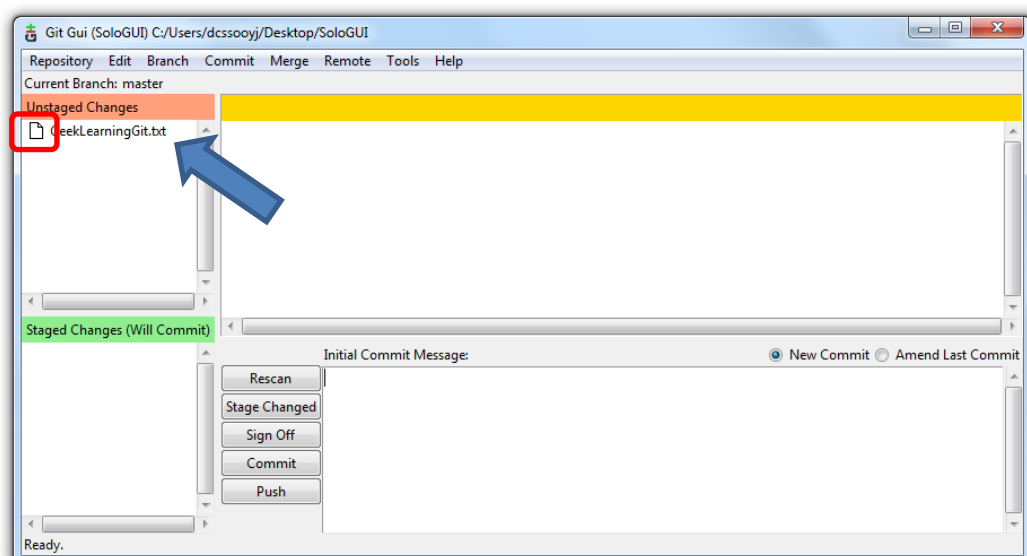 Git Gui (SoloGUI) C:/Users/dcssooyj/Desktop/SoloGUI
Repository Edit Branch Commit Merge Remote Tools Help
Current Branch: master
Unstaged Changes
GeekLearningGit.txt
Staged Changes (Will Commit)
Initial Commit Message:
New Commit
Amend Last Commit
Rescan
Stage Changed
Sign Off
Commit
Push
Ready.